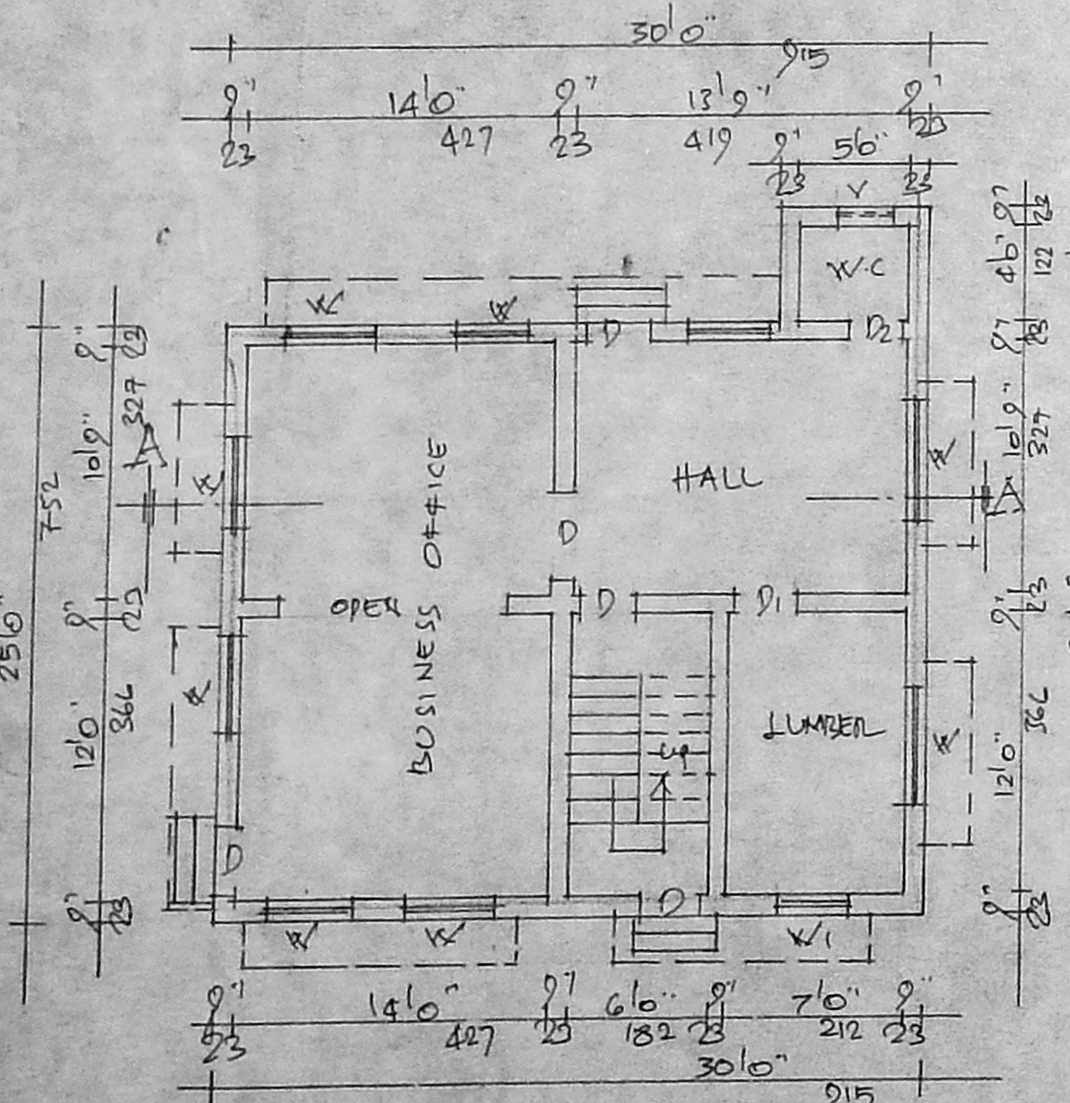 30'0"
915
9" 14'0" 9" 13'9" 9"
23 427 23 419 23
9" 5'6"
23 23
V
W.C
W W D D2
9" 23
4'6" 122
9" 23
10'9" 327
9" 23
12'0" 366
9" 23
25'0"
752
9" 23
10'9" 327
9" 23
12'0" 366
9" 23
A
A
W
W
HALL
D
OPEN
BUSINESS OFFICE
D D1
W
UP
LUMBER
W
D
D
W W W1
9" 14'0" 9" 6'0" 9" 7'0" 9"
23 427 23 182 23 212 23
30'0"
915